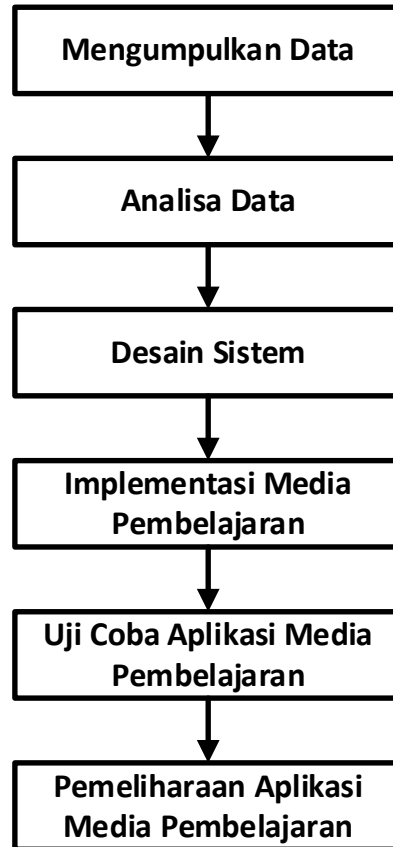 Mengumpulkan Data
Analisa Data
Desain Sistem
Implementasi Media
Pembelajaran
Uji Coba Aplikasi Media
Pembelajaran
Pemeliharaan Aplikasi
Media Pembelajaran